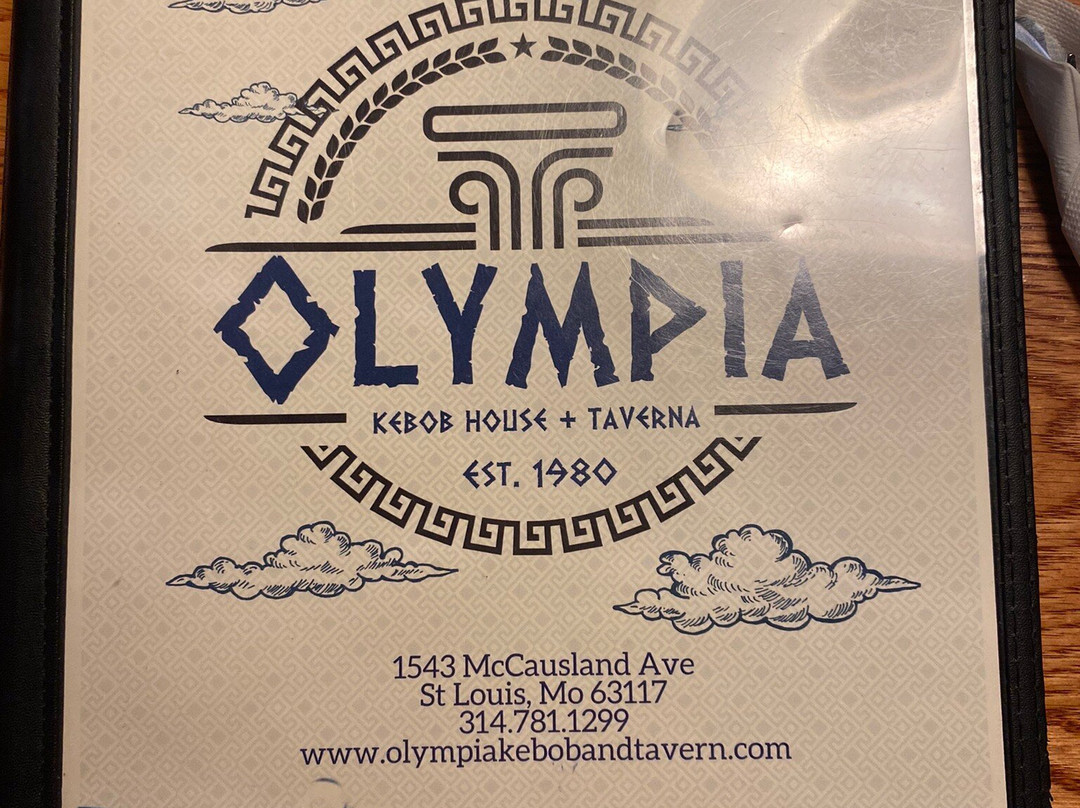 OLYMPIA
KEBOB HOUSE + TAVERNA
EST. 1980
1543 McCausland Ave
St Louis, Mo 63117
314.781.1299
www.olympiakebobandtavern.com